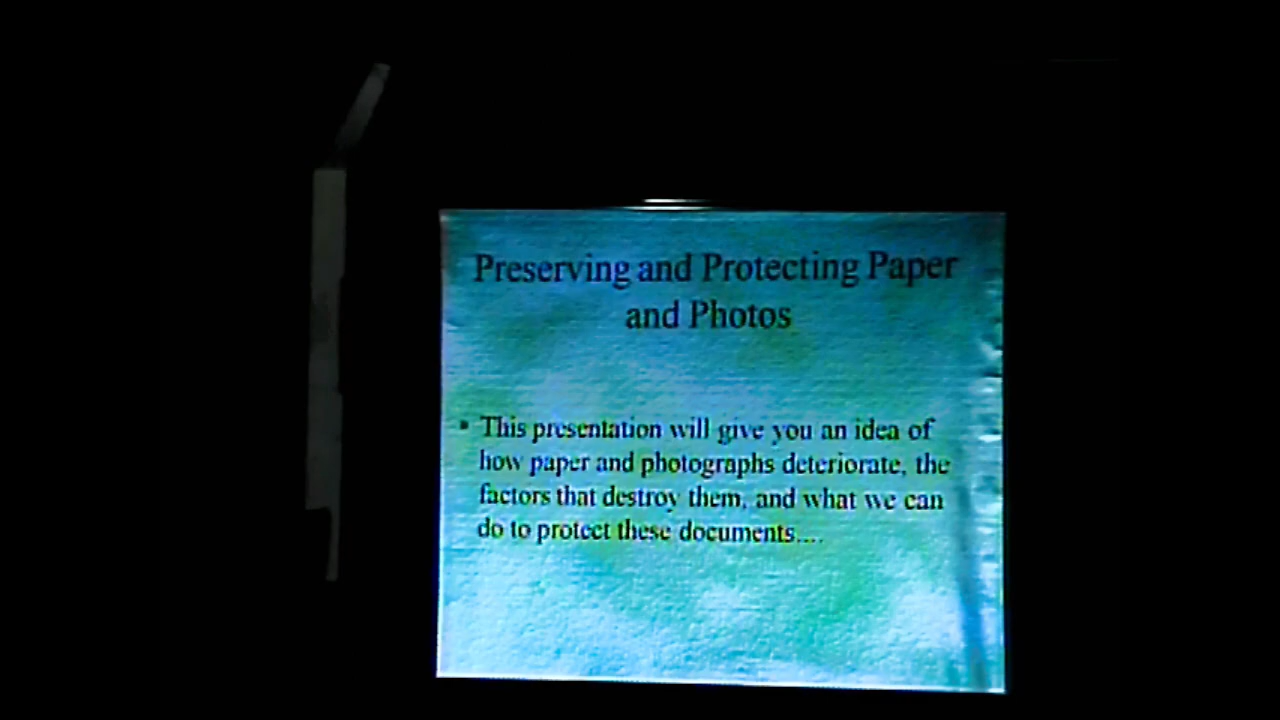 Preserving and Protecting Paper
and Photos
▪ This presentation will give you an idea of
how paper and photographs deteriorate, the
factors that destroy them, and what we can
do to protect these documents....